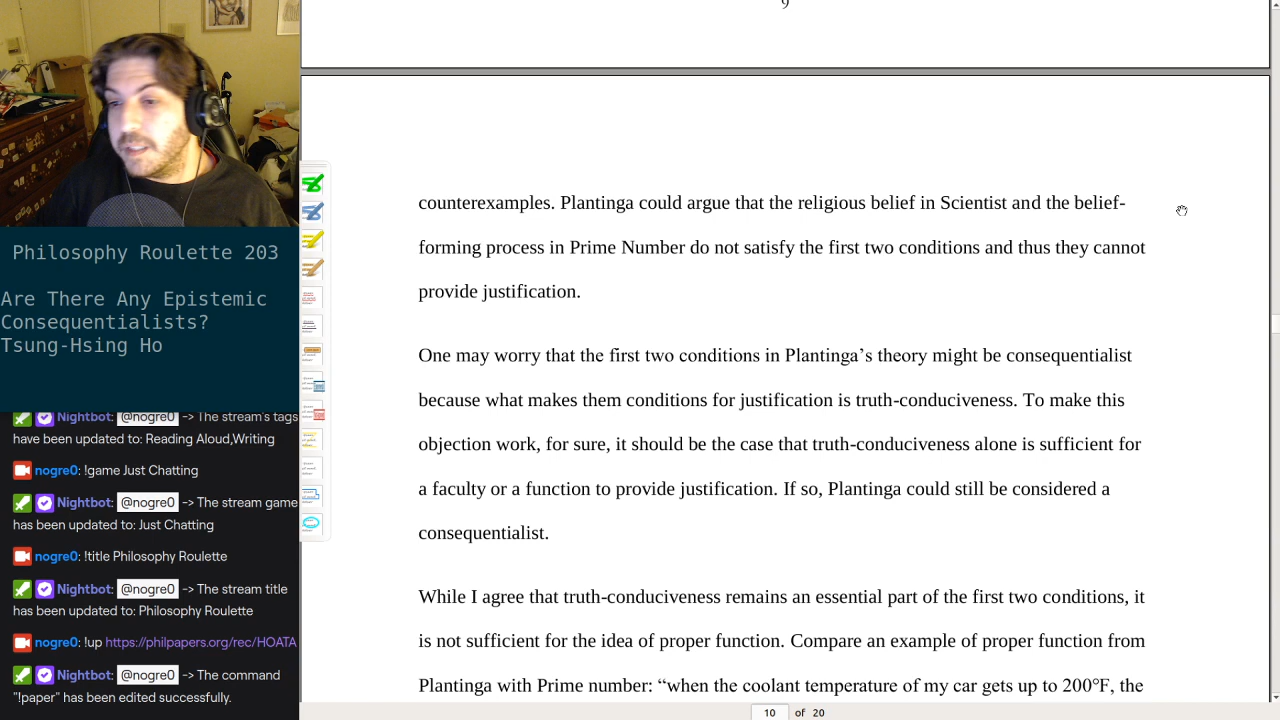 9
counterexamples. Plantinga could argue that the religious belief in Scientist and the belief-
forming process in Prime Number do not satisfy the first two conditions and thus they cannot
provide justification.
One may worry that the first two conditions in Plantinga’s theory might be consequentialist
because what makes them conditions for justification is truth-conduciveness. To make this
objection work, for sure, it should be the case that truth-conduciveness alone is sufficient for
a faculty or a function to provide justification. If so, Plantinga could still be considered a
consequentialist.
While I agree that truth-conduciveness remains an essential part of the first two conditions, it
is not sufficient for the idea of proper function. Compare an example of proper function from
Plantinga with Prime number: “when the coolant temperature of my car gets up to 200°F, the
10 of 20
Philosophy Roulette 203
Are There Any Epistemic
Consequentialists?
Tsung-Hsing Ho
Nightbot: @nogre0 -> The stream's tags
has been updated to: Reading Aloud,Writing
nogre0: !game Just Chatting
Nightbot: @nogre0 -> The stream game
has been updated to: Just Chatting
nogre0: !title Philosophy Roulette
Nightbot: @nogre0 -> The stream title
has been updated to: Philosophy Roulette
nogre0: !up https://philpapers.org/rec/HOATA
Nightbot: @nogre0 -> The command
"!paper" has been edited successfully.